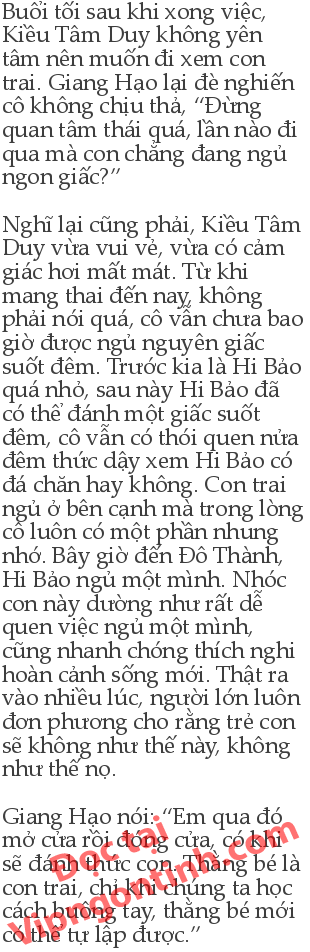 Buổi tối sau khi xong việc,
Kiều Tâm Duy không yên
tâm nên muốn đi xem con
trai. Giang Hạo lại đè nghiến
cô không chịu thả, “Đừng
quan tâm thái quá, lần nào đi
qua mà con chẳng đang ngủ
ngon giấc?”
Nghĩ lại cũng phải, Kiều Tâm
Duy vừa vui vẻ, vừa có cảm
giác hơi mất mát. Từ khi
mang thai đến nay, không
phải nói quá, cô vẫn chưa bao
giờ được ngủ nguyên giấc
suốt đêm. Trước kia là Hi Bảo
quá nhỏ, sau này Hi Bảo đã
có thể đánh một giấc suốt
đêm, cô vẫn có thói quen nửa
đêm thức dậy xem Hi Bảo có
đá chăn hay không. Con trai
ngủ ở bên cạnh mà trong lòng
cô luôn có một phần nhung
nhớ. Bây giờ đến Đô Thành,
Hi Bảo ngủ một mình. Nhóc
con này dường như rất dễ
quen việc ngủ một mình,
cũng nhanh chóng thích nghi
hoàn cảnh sống mới. Thật ra
vào nhiều lúc, người lớn luôn
đơn phương cho rằng trẻ con
sẽ không như thế này, không
như thế nọ.
Giang Hạo nói: “Em qua đó
mở cửa rồi đóng cửa, có khi
sẽ đánh thức con. Thằng bé là
con trai, chỉ khi chúng ta học
cách buông tay, thằng bé mới
có thể tự lập được.”
Đọc tại
Vipngontinh.com